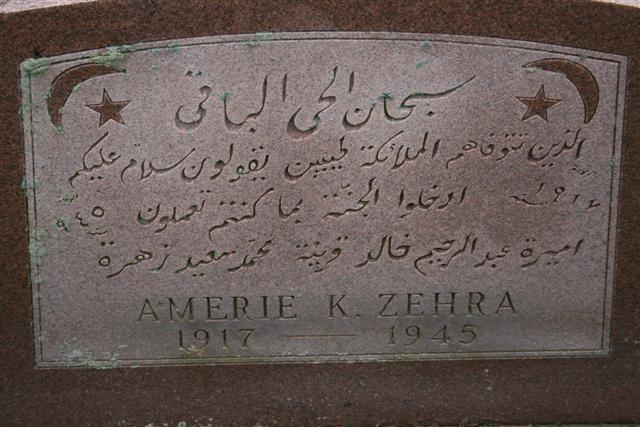 سبحان الحي الباقي
الذين تتوفاهم الملائكة طيبين يقولون سلام عليكم
ادخلوا الجنّة بما كنتم تعملون
اميرة عبد الرحيم خالد قرينة محمد سعيد زهرة
AMERIE K. ZEHRA
1917 — 1945